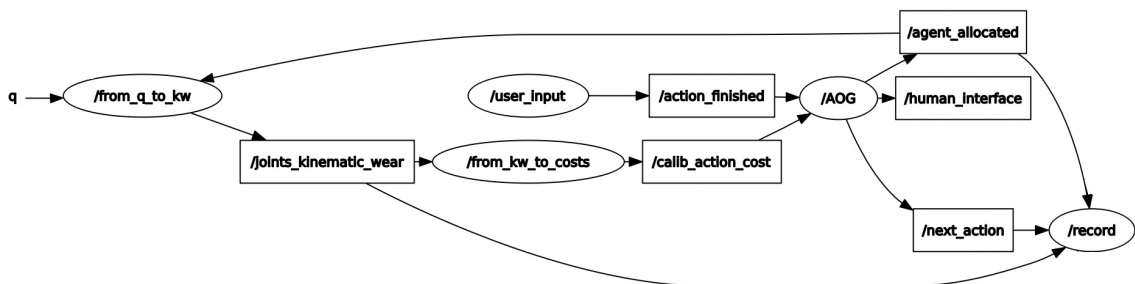 /agent_allocated
q
/from_q_to_kw
/user_input
/action_finished
/AOG
/human_interface
/joints_kinematic_wear
/from_kw_to_costs
/calib_action_cost
/next_action
/record